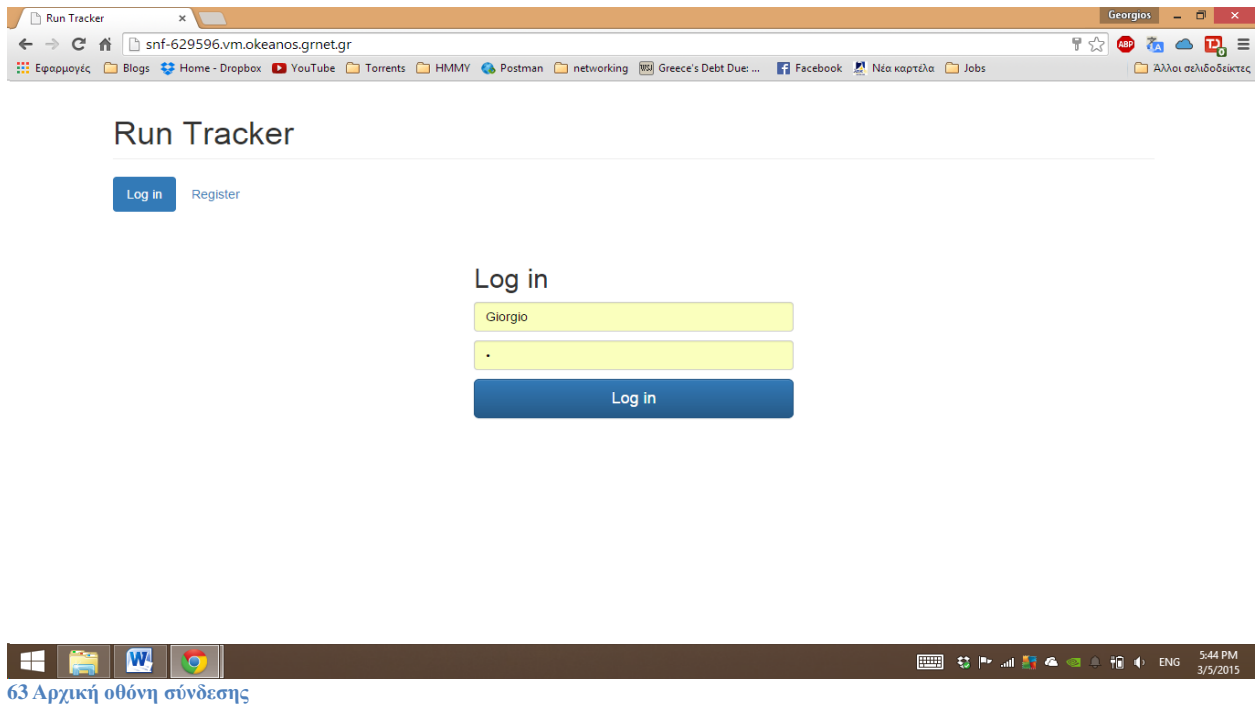 Run Tracker
Georgios
snf-629596.vm.okeanos.grnet.gr
Εφαρμογές Blogs Home - Dropbox YouTube Torrents HMMY Postman networking WSJ Greece's Debt Due: ... Facebook Νέα καρτέλα Jobs Άλλοι σελιδοδείκτες
Run Tracker
Log in Register
Log in
Giorgio
•
Log in
ENG 5:44 PM
3/5/2015
63 Αρχική οθόνη σύνδεσης